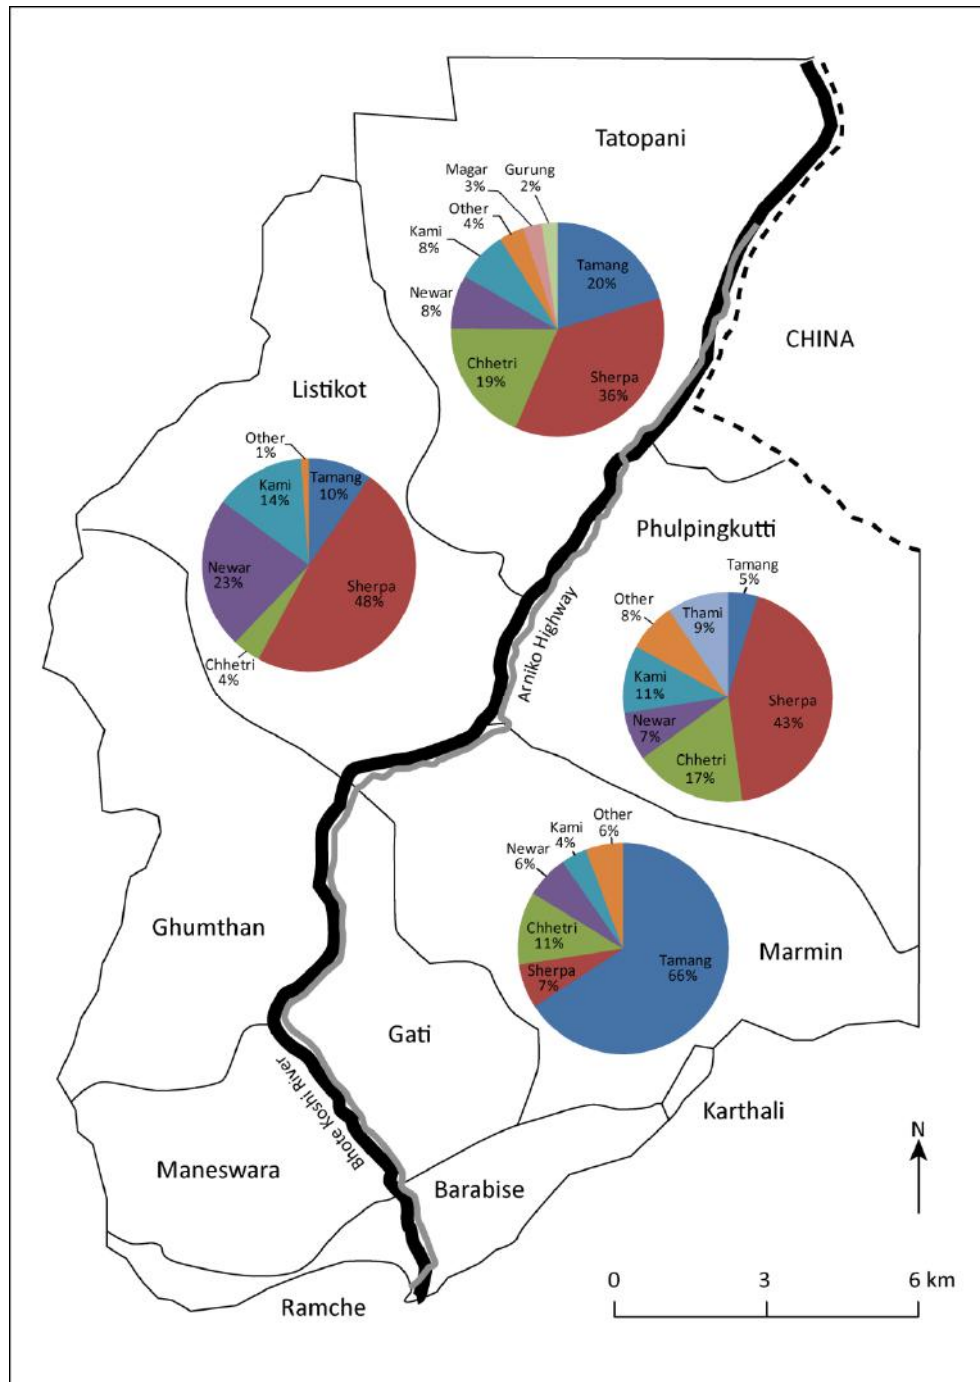 Tatopani
Magar
3%
Gurung
2%
Other
4%
Kami
8%
Newar
8%
Tamang
20%
Chhetri
19%
Sherpa
36%
CHINA
Listikot
Other
1%
Tamang
10%
Kami
14%
Newar
23%
Sherpa
48%
Chhetri
4%
Phulpingkutti
Tamang
5%
Other
8%
Thami
9%
Kami
11%
Sherpa
43%
Newar
7%
Chhetri
17%
Arniko Highway
Other
6%
Kami
4%
Newar
6%
Chhetri
11%
Sherpa
7%
Tamang
66%
Ghumthan
Marmin
Gati
Bhote Koshi River
Karthali
Maneswara
Barabise
Ramche
N
0 3 6 km